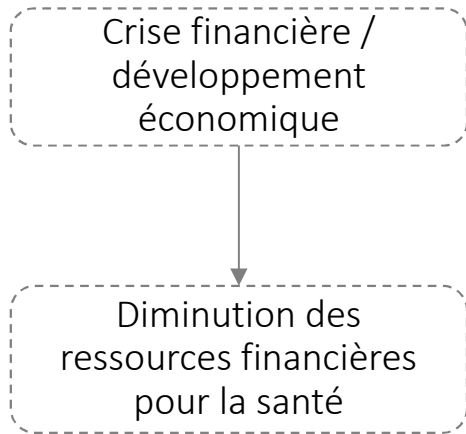 Crise financière /
développement
économique
Diminution des
ressources financières
pour la santé